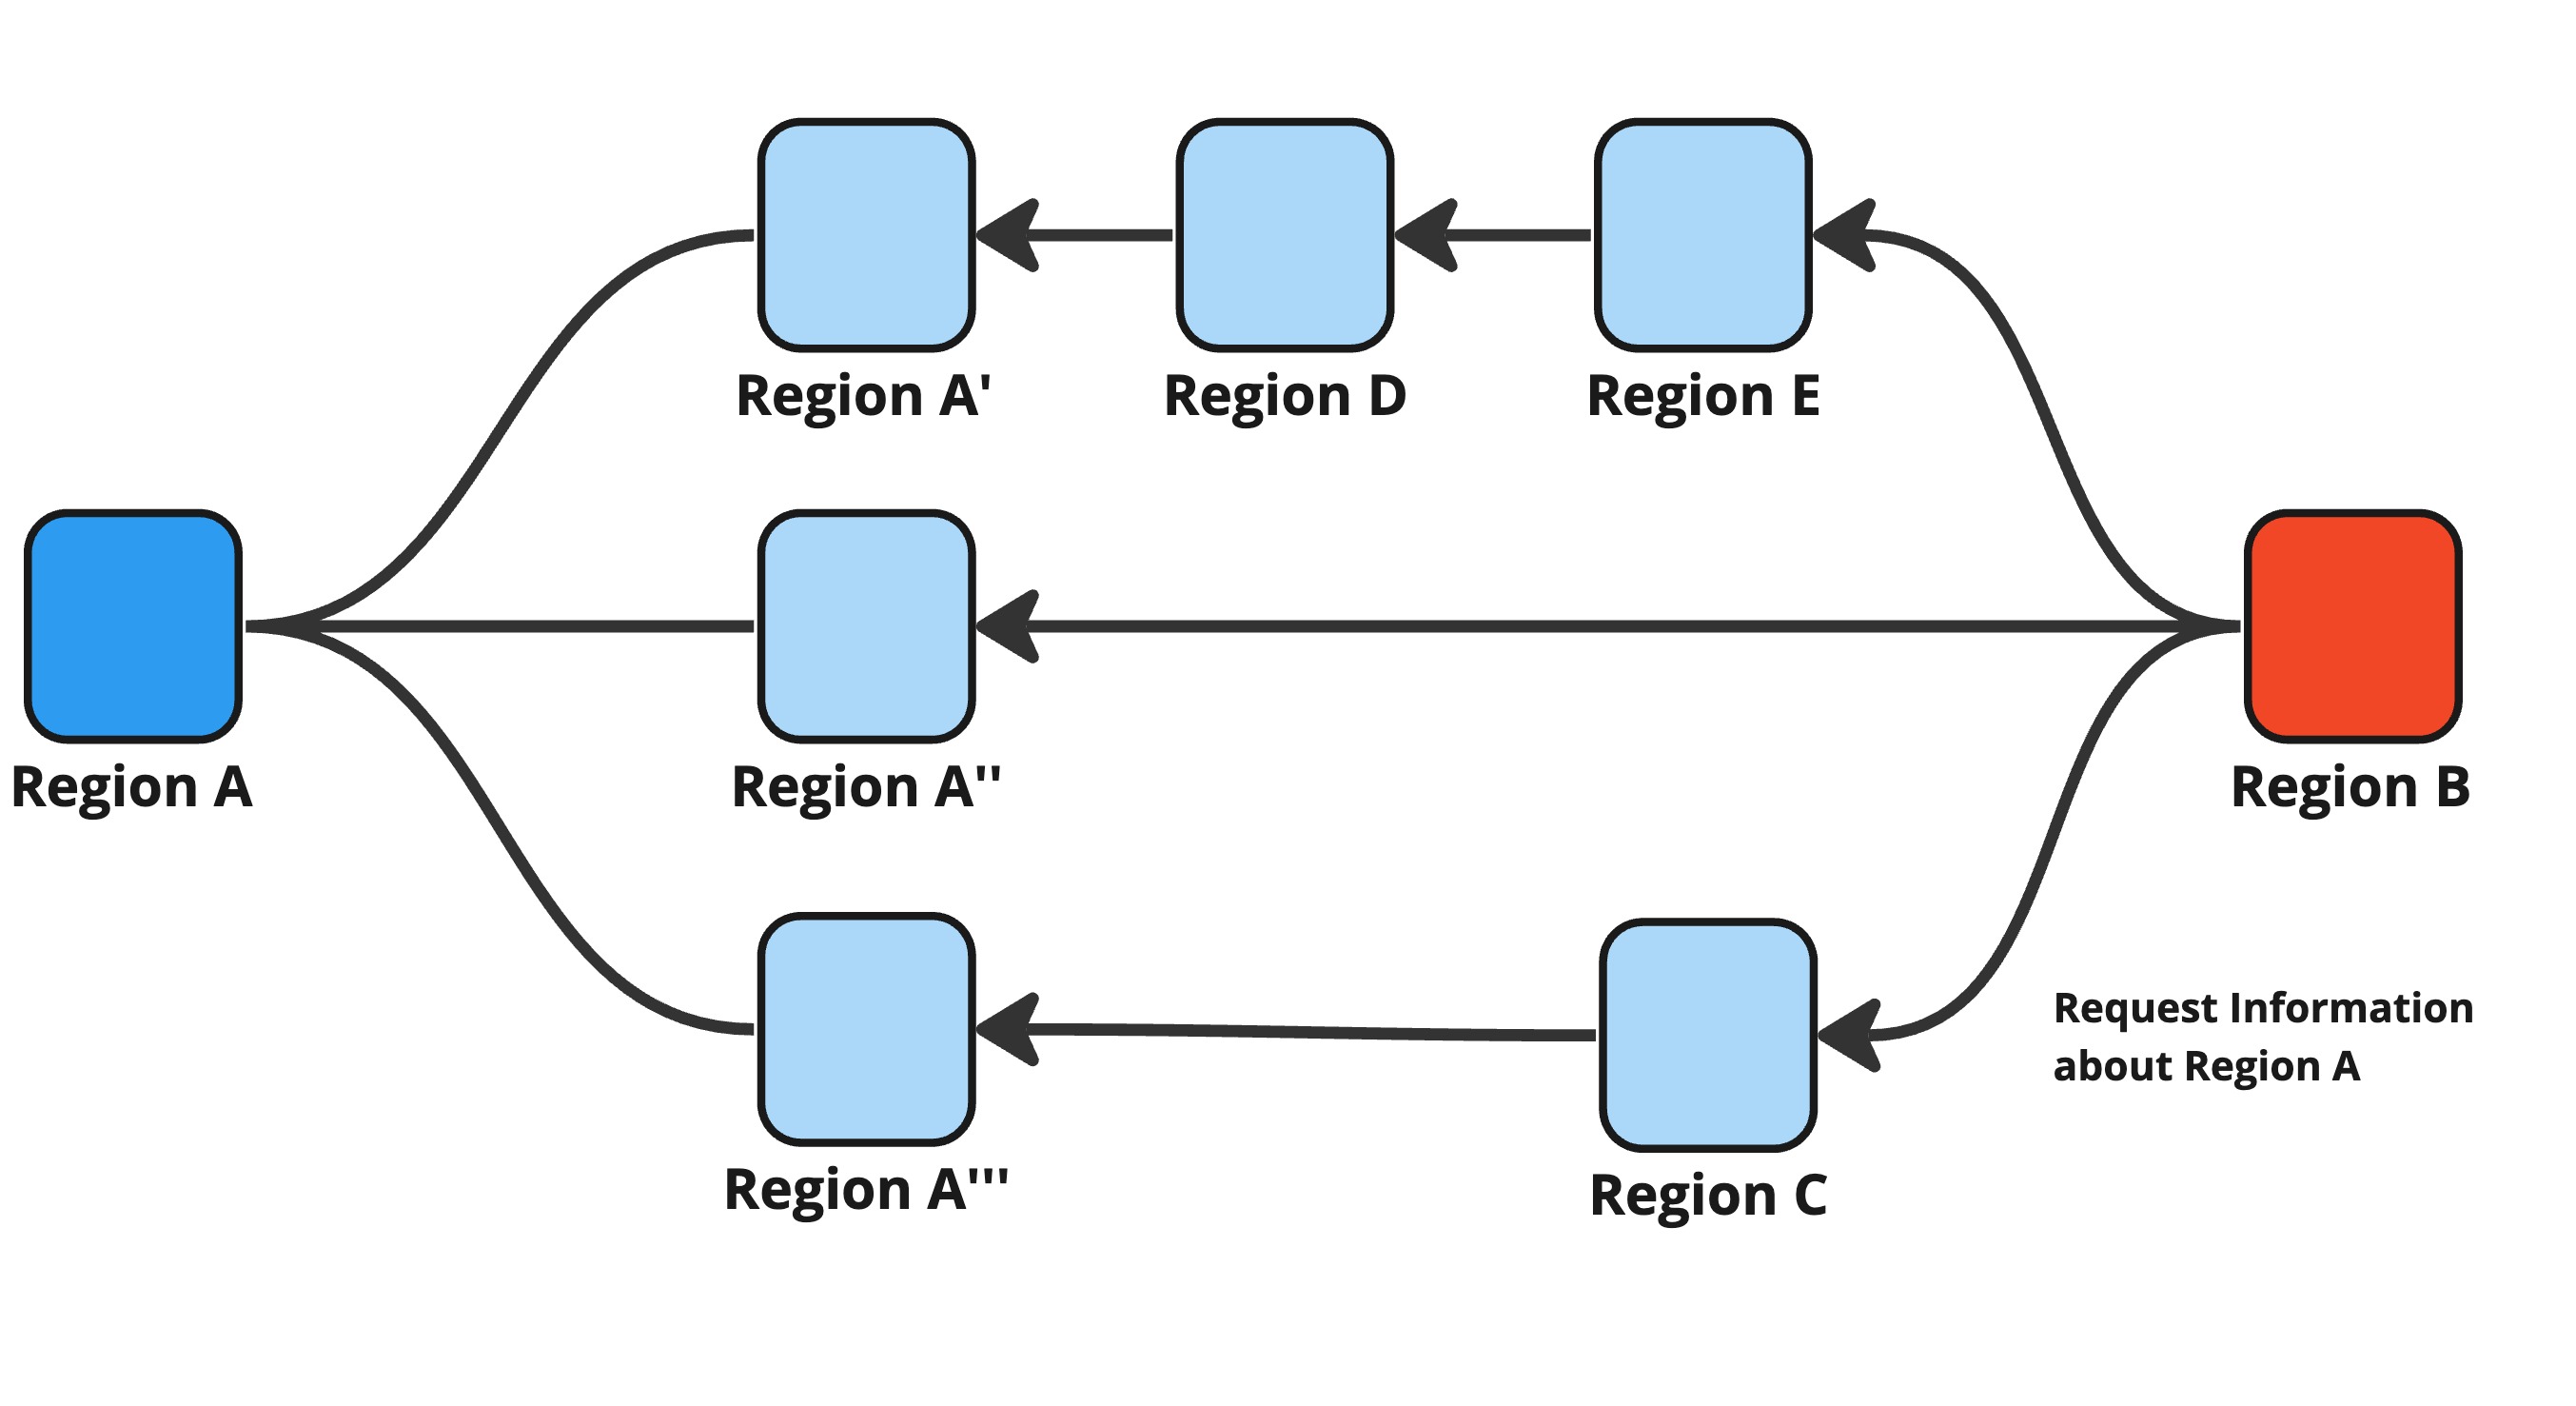 Region A'
Region D
Region E
Region A
Region A''
Region B
Request Information
about Region A
Region A'''
Region C